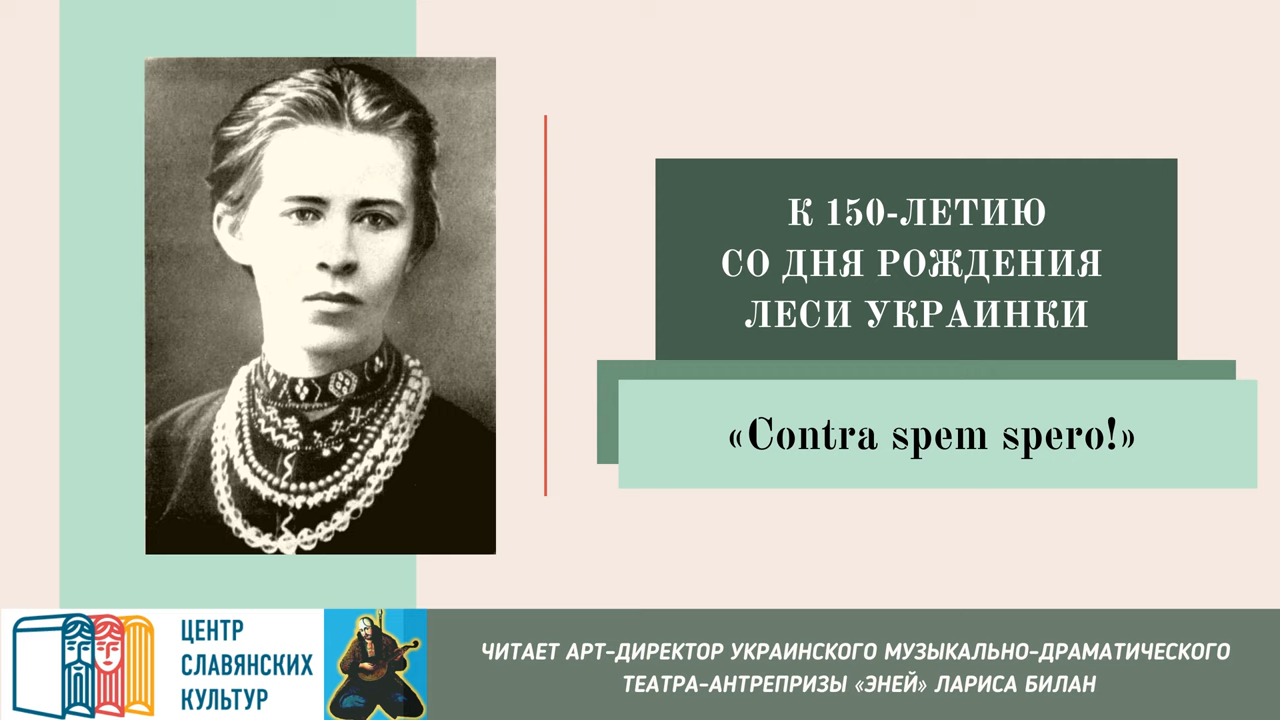 К 150-ЛЕТИЮ
СО ДНЯ РОЖДЕНИЯ
ЛЕСИ УКРАИНКИ
«Contra spem spero!»
ЦЕНТР
СЛАВЯНСКИХ
КУЛЬТУР
ЧИТАЕТ АРТ-ДИРЕКТОР УКРАИНСКОГО МУЗЫКАЛЬНО-ДРАМАТИЧЕСКОГО
ТЕАТРА-АНТРЕПРИЗЫ «ЭНЕЙ» ЛАРИСА БИЛАН